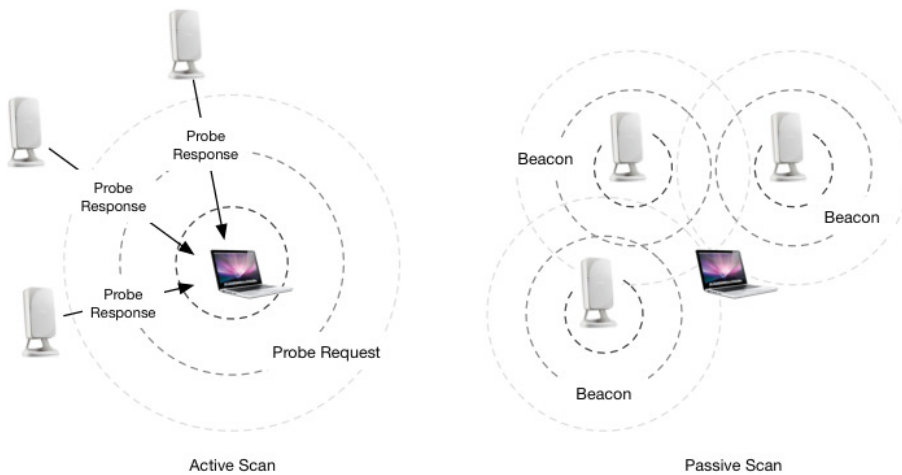 Probe
Response
Probe
Response
Probe
Response
Probe Request
Active Scan
Beacon
Beacon
Beacon
Passive Scan